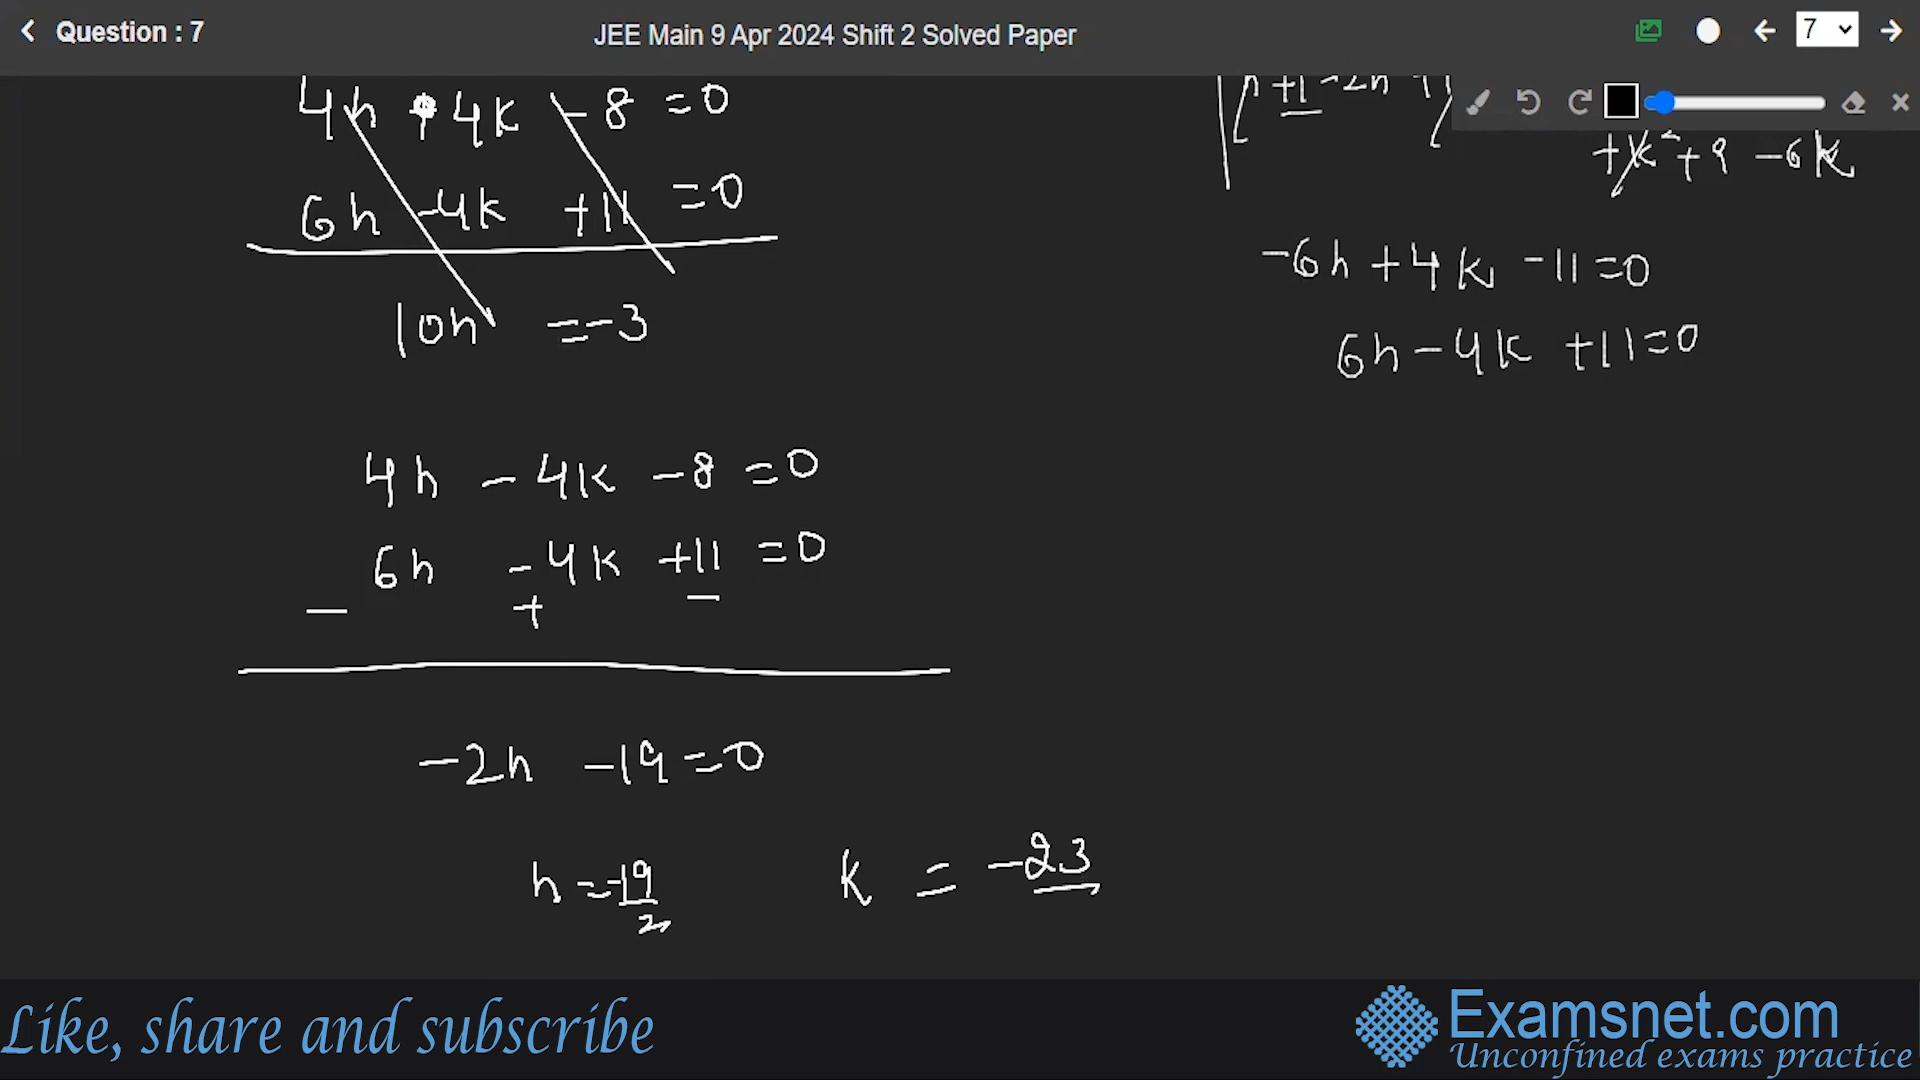 Question : 7
JEE Main 9 Apr 2024 Shift 2 Solved Paper
7
4h 4k -8 =0
6h -4k +11 =0
10h =-3
+k² +9 -6k
-6h +4k -11=0
6h -4k +11=0
4h - 4k -8 =0
6h -4k +11 =0
- + -
-2h -19=0
h =-19/2 k = -23
Like, share and subscribe
Examsnet.com
Unconfined exams practice